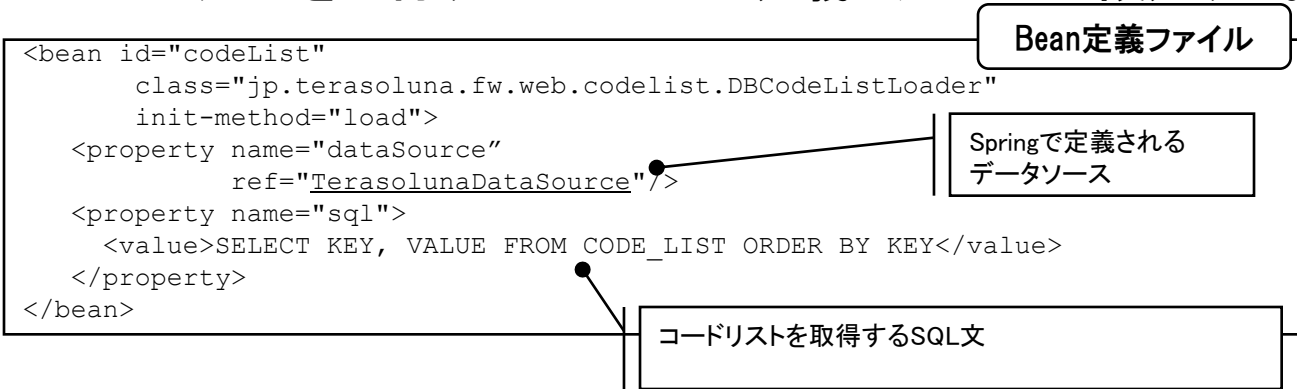 Bean定義ファイル
<bean id="codeList"
class="jp.terasoluna.fw.web.codelist.DBCodeListLoader"
init-method="load">
<property name="dataSource”
ref="TerasolunaDataSource"/>
Springで定義される
データソース
<property name="sql">
<value>SELECT KEY, VALUE FROM CODE_LIST ORDER BY KEY</value>
</property>
</bean>
コードリストを取得するSQL文